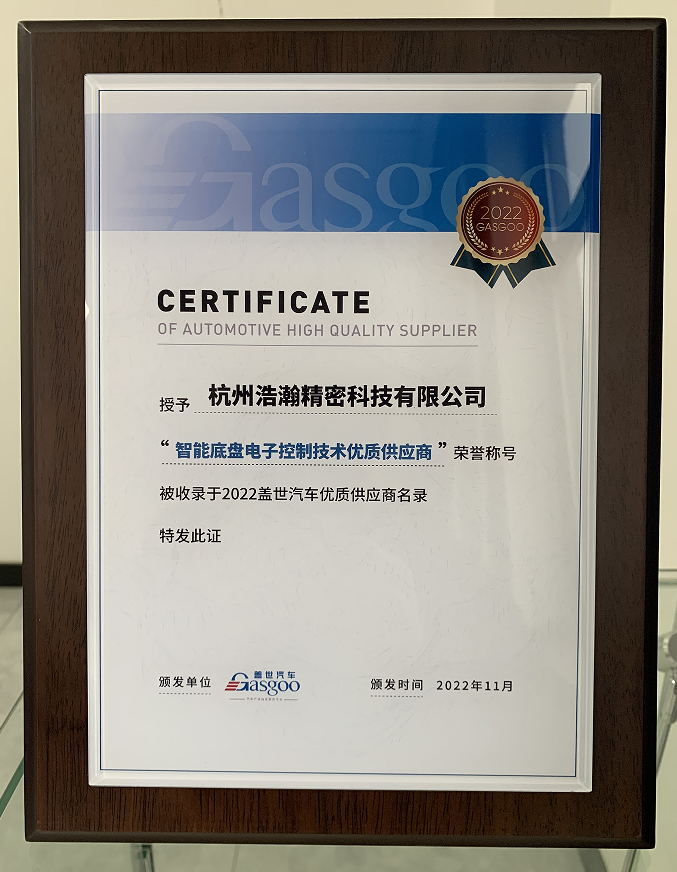 Gasgoo
2022
GASGOO
CERTIFICATE
OF AUTOMOTIVE HIGH QUALITY SUPPLIER
授予 杭州浩瀚精密科技有限公司
“智能底盘电子控制技术优质供应商”荣誉称号
被收录于2022盖世汽车优质供应商名录
特发此证
颁发单位 盖世汽车 Gasgoo
颁发时间 2022年11月